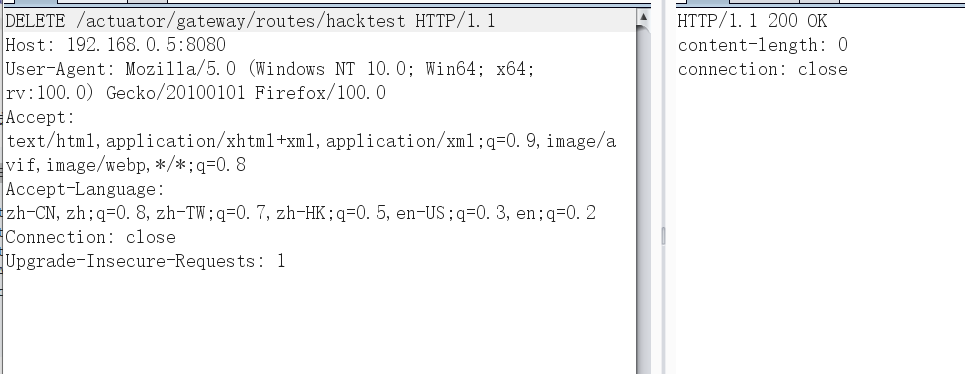 DELETE /actuator/gateway/routes/hacktest HTTP/1.1
Host: 192.168.0.5:8080
User-Agent: Mozilla/5.0 (Windows NT 10.0; Win64; x64;
rv:100.0) Gecko/20100101 Firefox/100.0
Accept:
text/html,application/xhtml+xml,application/xml;q=0.9,image/a
vif,image/webp,*/*;q=0.8
Accept-Language:
zh-CN,zh;q=0.8,zh-TW;q=0.7,zh-HK;q=0.5,en-US;q=0.3,en;q=0.2
Connection: close
Upgrade-Insecure-Requests: 1
HTTP/1.1 200 OK
content-length: 0
connection: close